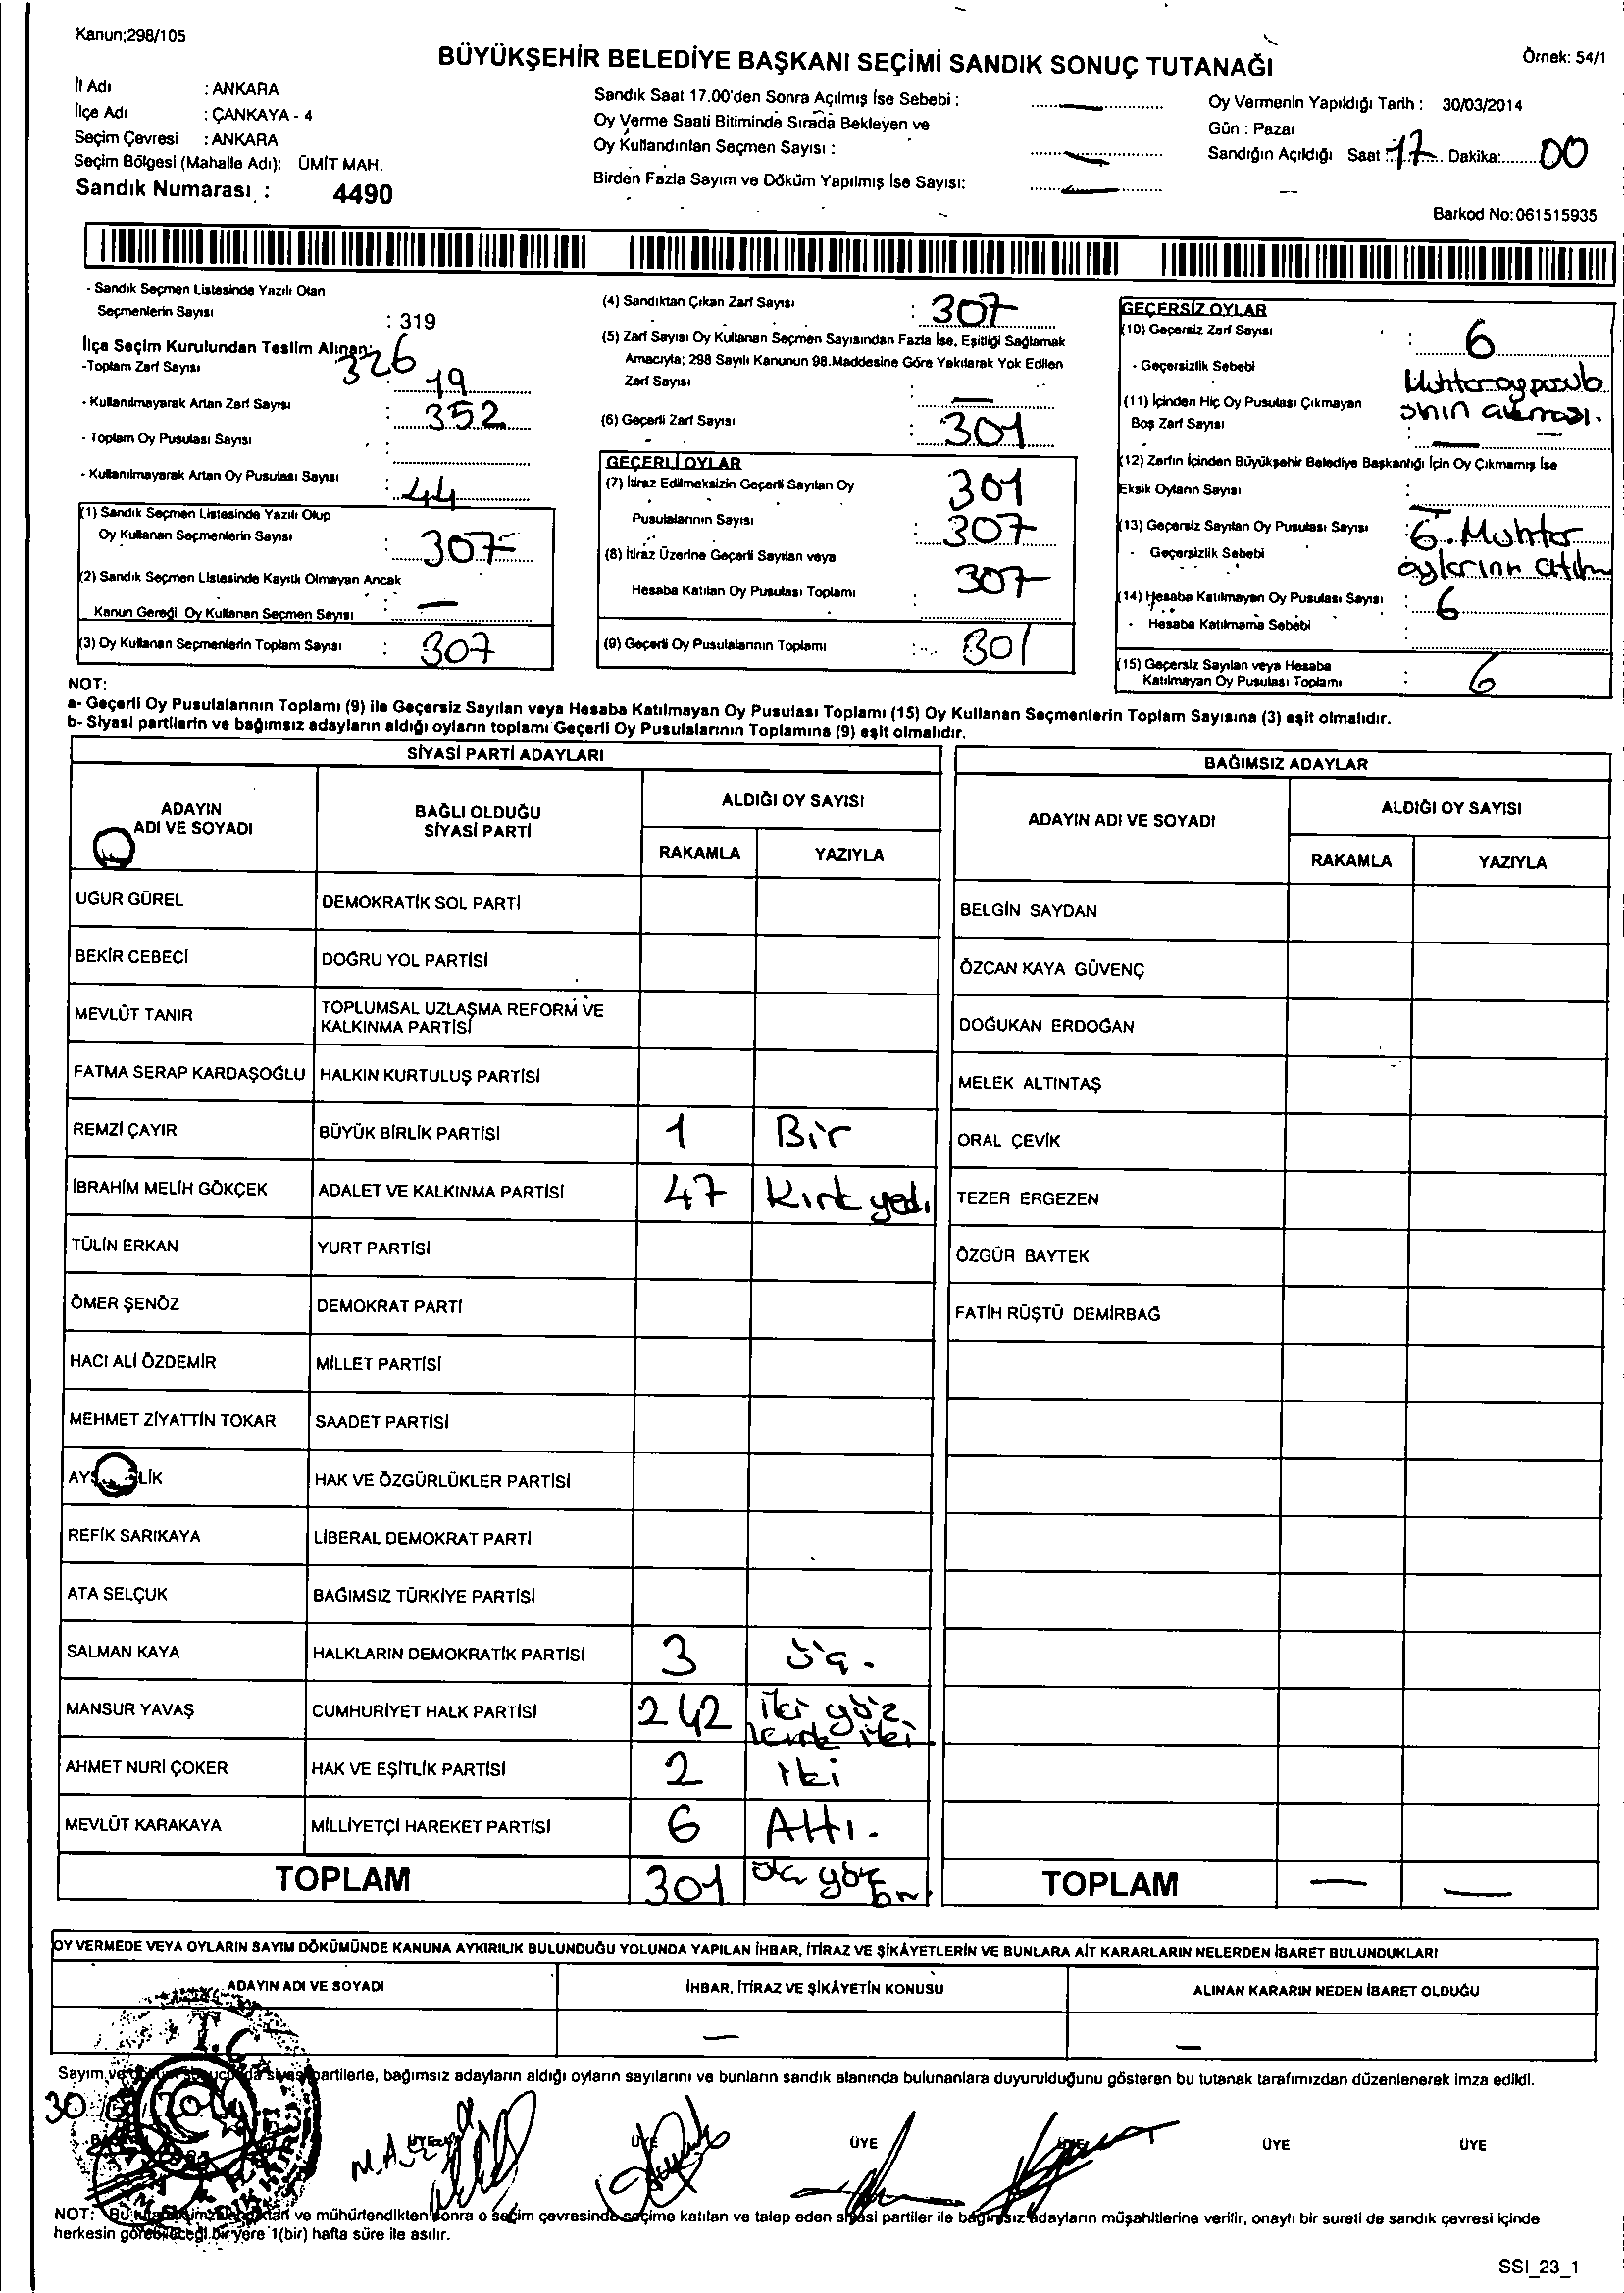 Kanun;298/105
BÜYÜKŞEHİR BELEDİYE BAŞKANI SEÇİMİ SANDIK SONUÇ TUTANAĞI
Örnek: 54/1
İl Adı : ANKARA
İlçe Adı : ÇANKAYA - 4
Seçim Çevresi : ANKARA
Seçim Bölgesi (Mahalle Adı): ÜMİT MAH.
Sandık Numarası : 4490
Sandık Saat 17.00'den Sonra Açılmış İse Sebebi :
Oy Verme Saati Bitiminde Sırada Bekleyen ve
Oy Kullandırılan Seçmen Sayısı :
Birden Fazla Sayım ve Döküm Yapılmış İse Sayısı:
Oy Vermenin Yapıldığı Tarih : 30/03/2014
Gün : Pazar
Sandığın Açıldığı Saat : 17 Dakika: 00
Barkod No:061515935
- Sandık Seçmen Listesinde Yazılı Olan
Seçmenlerin Sayısı : 319
İlçe Seçim Kurulundan Teslim Alınan;
-Toplam Zarf Sayısı 326
19
- Kullanılmayarak Artan Zarf Sayısı : 352
- Toplam Oy Pusulası Sayısı :
- Kullanılmayarak Artan Oy Pusulası Sayısı : 44
(1) Sandık Seçmen Listesinde Yazılı Olup
Oy Kullanan Seçmenlerin Sayısı : 307
(2) Sandık Seçmen Listesinde Kayıtlı Olmayan Ancak
Kanun Gereği Oy Kullanan Seçmen Sayısı : —
(3) Oy Kullanan Seçmenlerin Toplam Sayısı : 307
(4) Sandıktan Çıkan Zarf Sayısı : 307
(5) Zarf Sayısı Oy Kullanan Seçmen Sayısından Fazla İse, Eşitliği Sağlamak
Amacıyla; 298 Sayılı Kanunun 98.Maddesine Göre Yakılarak Yok Edilen
Zarf Sayısı : —
(6) Geçerli Zarf Sayısı : 301
GEÇERLİ OYLAR
(7) İtiraz Edilmeksizin Geçerli Sayılan Oy 301
Pusulalarının Sayısı : 307
(8) İtiraz Üzerine Geçerli Sayılan veya
Hesaba Katılan Oy Pusulası Toplamı : 307
(9) Geçerli Oy Pusulalarının Toplamı : 301
GEÇERSİZ OYLAR
(10) Geçersiz Zarf Sayısı : 6
- Geçersizlik Sebebi Muhtar oy pusula
(11) İçinden Hiç Oy Pusulası Çıkmayan
Boş Zarf Sayısı : —
(12) Zarfın İçinden Büyükşehir Belediye Başkanlığı İçin Oy Çıkmamış İse
Eksik Oyların Sayısı : —
(13) Geçersiz Sayılan Oy Pusulası Sayısı : 6. Muhtar
- Geçersizlik Sebebi
(14) Hesaba Katılmayan Oy Pusulası Sayısı : 6
- Hesaba Katılmama Sebebi :
(15) Geçersiz Sayılan veya Hesaba
Katılmayan Oy Pusulası Toplamı : 6
NOT:
a- Geçerli Oy Pusulalarının Toplamı (9) ile Geçersiz Sayılan veya Hesaba Katılmayan Oy Pusulası Toplamı (15) Oy Kullanan Seçmenlerin Toplam Sayısına (3) eşit olmalıdır.
b- Siyasi partilerin ve bağımsız adayların aldığı oyların toplamı Geçerli Oy Pusulalarının Toplamına (9) eşit olmalıdır.
SİYASİ PARTİ ADAYLARI
ADAYIN ADI VE SOYADI
BAĞLI OLDUĞU SİYASİ PARTİ
ALDIĞI OY SAYISI
RAKAMLA YAZIYLA
UĞUR GÜREL DEMOKRATİK SOL PARTİ
BEKİR CEBECİ DOĞRU YOL PARTİSİ
MEVLÜT TANIR TOPLUMSAL UZLAŞMA REFORM VE
KALKINMA PARTİSİ
FATMA SERAP KARDAŞOĞLU HALKIN KURTULUŞ PARTİSİ
REMZİ ÇAYIR BÜYÜK BİRLİK PARTİSİ 1 Bir
İBRAHİM MELİH GÖKÇEK ADALET VE KALKINMA PARTİSİ 47 Kırk yedi
TÜLİN ERKAN YURT PARTİSİ
ÖMER ŞENÖZ DEMOKRAT PARTİ
HACI ALİ ÖZDEMİR MİLLET PARTİSİ
MEHMET ZİYATTİN TOKAR SAADET PARTİSİ
HAK VE ÖZGÜRLÜKLER PARTİSİ
REFİK SARIKAYA LİBERAL DEMOKRAT PARTİ
ATA SELÇUK BAĞIMSIZ TÜRKİYE PARTİSİ
SALMAN KAYA HALKLARIN DEMOKRATİK PARTİSİ 3 üç.
MANSUR YAVAŞ CUMHURİYET HALK PARTİSİ 242 iki yüz
kırk iki
AHMET NURİ ÇOKER HAK VE EŞİTLİK PARTİSİ 2 iki
MEVLÜT KARAKAYA MİLLİYETÇİ HAREKET PARTİSİ 6 Altı.
TOPLAM 301 üç yüz
bir
BAĞIMSIZ ADAYLAR
ADAYIN ADI VE SOYADI
ALDIĞI OY SAYISI
RAKAMLA YAZIYLA
BELGİN SAYDAN
ÖZCAN KAYA GÜVENÇ
DOĞUKAN ERDOĞAN
MELEK ALTINTAŞ
ORAL ÇEVİK
TEZER ERGEZEN
ÖZGÜR BAYTEK
FATİH RÜŞTÜ DEMİRBAĞ
TOPLAM — —
OY VERMEDE VEYA OYLARIN SAYIM DÖKÜMÜNDE KANUNA AYKIRILIK BULUNDUĞU YOLUNDA YAPILAN İHBAR, İTİRAZ VE ŞİKÂYETLERİN VE BUNLARA AİT KARARLARIN NELERDEN İBARET BULUNDUKLARI
ADAYIN ADI VE SOYADI İHBAR, İTİRAZ VE ŞİKÂYETİN KONUSU ALINAN KARARIN NEDEN İBARET OLDUĞU
— —
Sayım partilerle, bağımsız adayların aldığı oyların sayılarını ve bunların sandık alanında bulunanlara duyurulduğunu gösteren bu tutanak tarafımızdan düzenlenerek imza edildi.
T.C.
ÜYE ÜYE ÜYE ÜYE ÜYE ÜYE
NOT: Bu ve mühürlendikten sonra o seçim çevresinde seçime katılan ve talep eden siyasi partiler ile bağımsız adayların müşahitlerine verilir, onaylı bir sureti de sandık çevresi içinde
herkesin görebileceği bir yere 1(bir) hafta süre ile asılır.
SSI_23_1